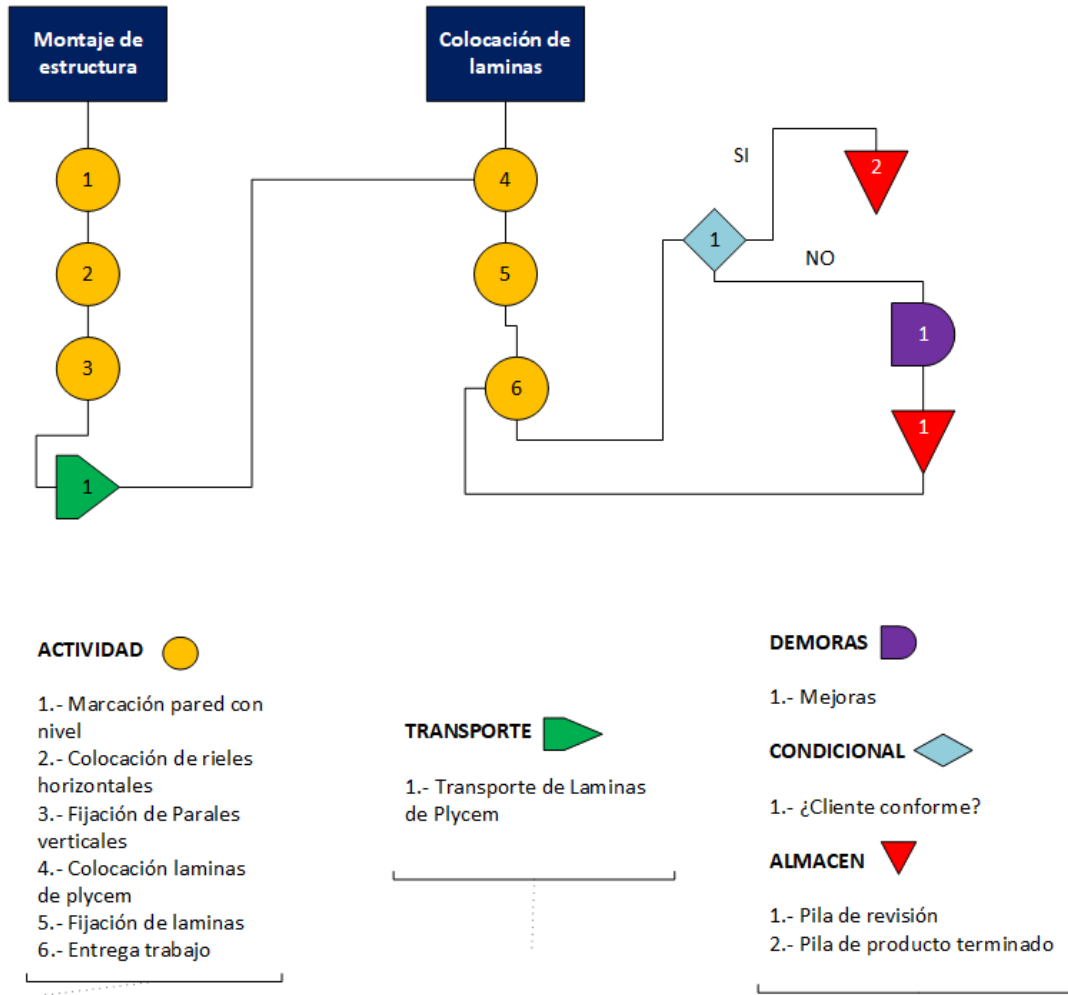 Montaje de
estructura
Colocación de
laminas
1
2
3
1
4
5
6
1
SI
NO
2
1
1
ACTIVIDAD
1.- Marcación pared con
nivel
2.- Colocación de rieles
horizontales
3.- Fijación de Parales
verticales
4.- Colocación laminas
de plycem
5.- Fijación de laminas
6.- Entrega trabajo
TRANSPORTE
1.- Transporte de Laminas
de Plycem
DEMORAS
1.- Mejoras
CONDICIONAL
1.- ¿Cliente conforme?
ALMACEN
1.- Pila de revisión
2.- Pila de producto terminado